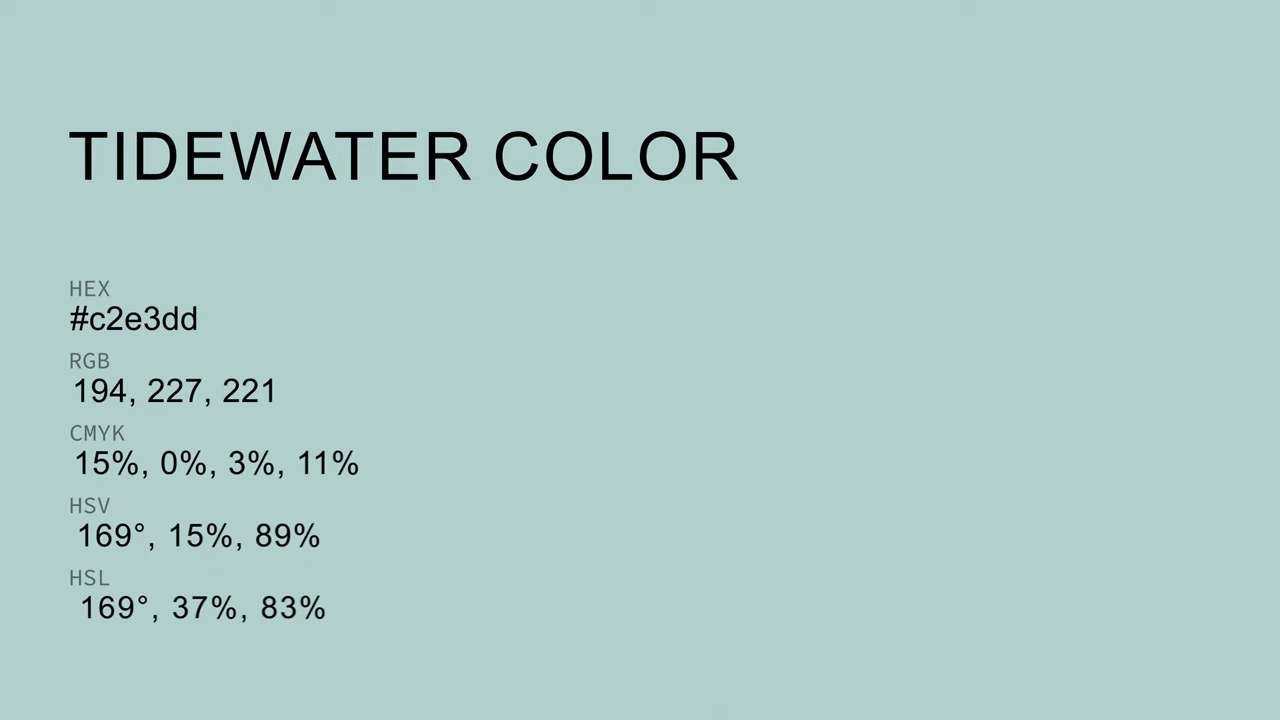 TIDEWATER COLOR
HEX
#c2e3dd
RGB
194, 227, 221
CMYK
15%, 0%, 3%, 11%
HSV
169°, 15%, 89%
HSL
169°, 37%, 83%